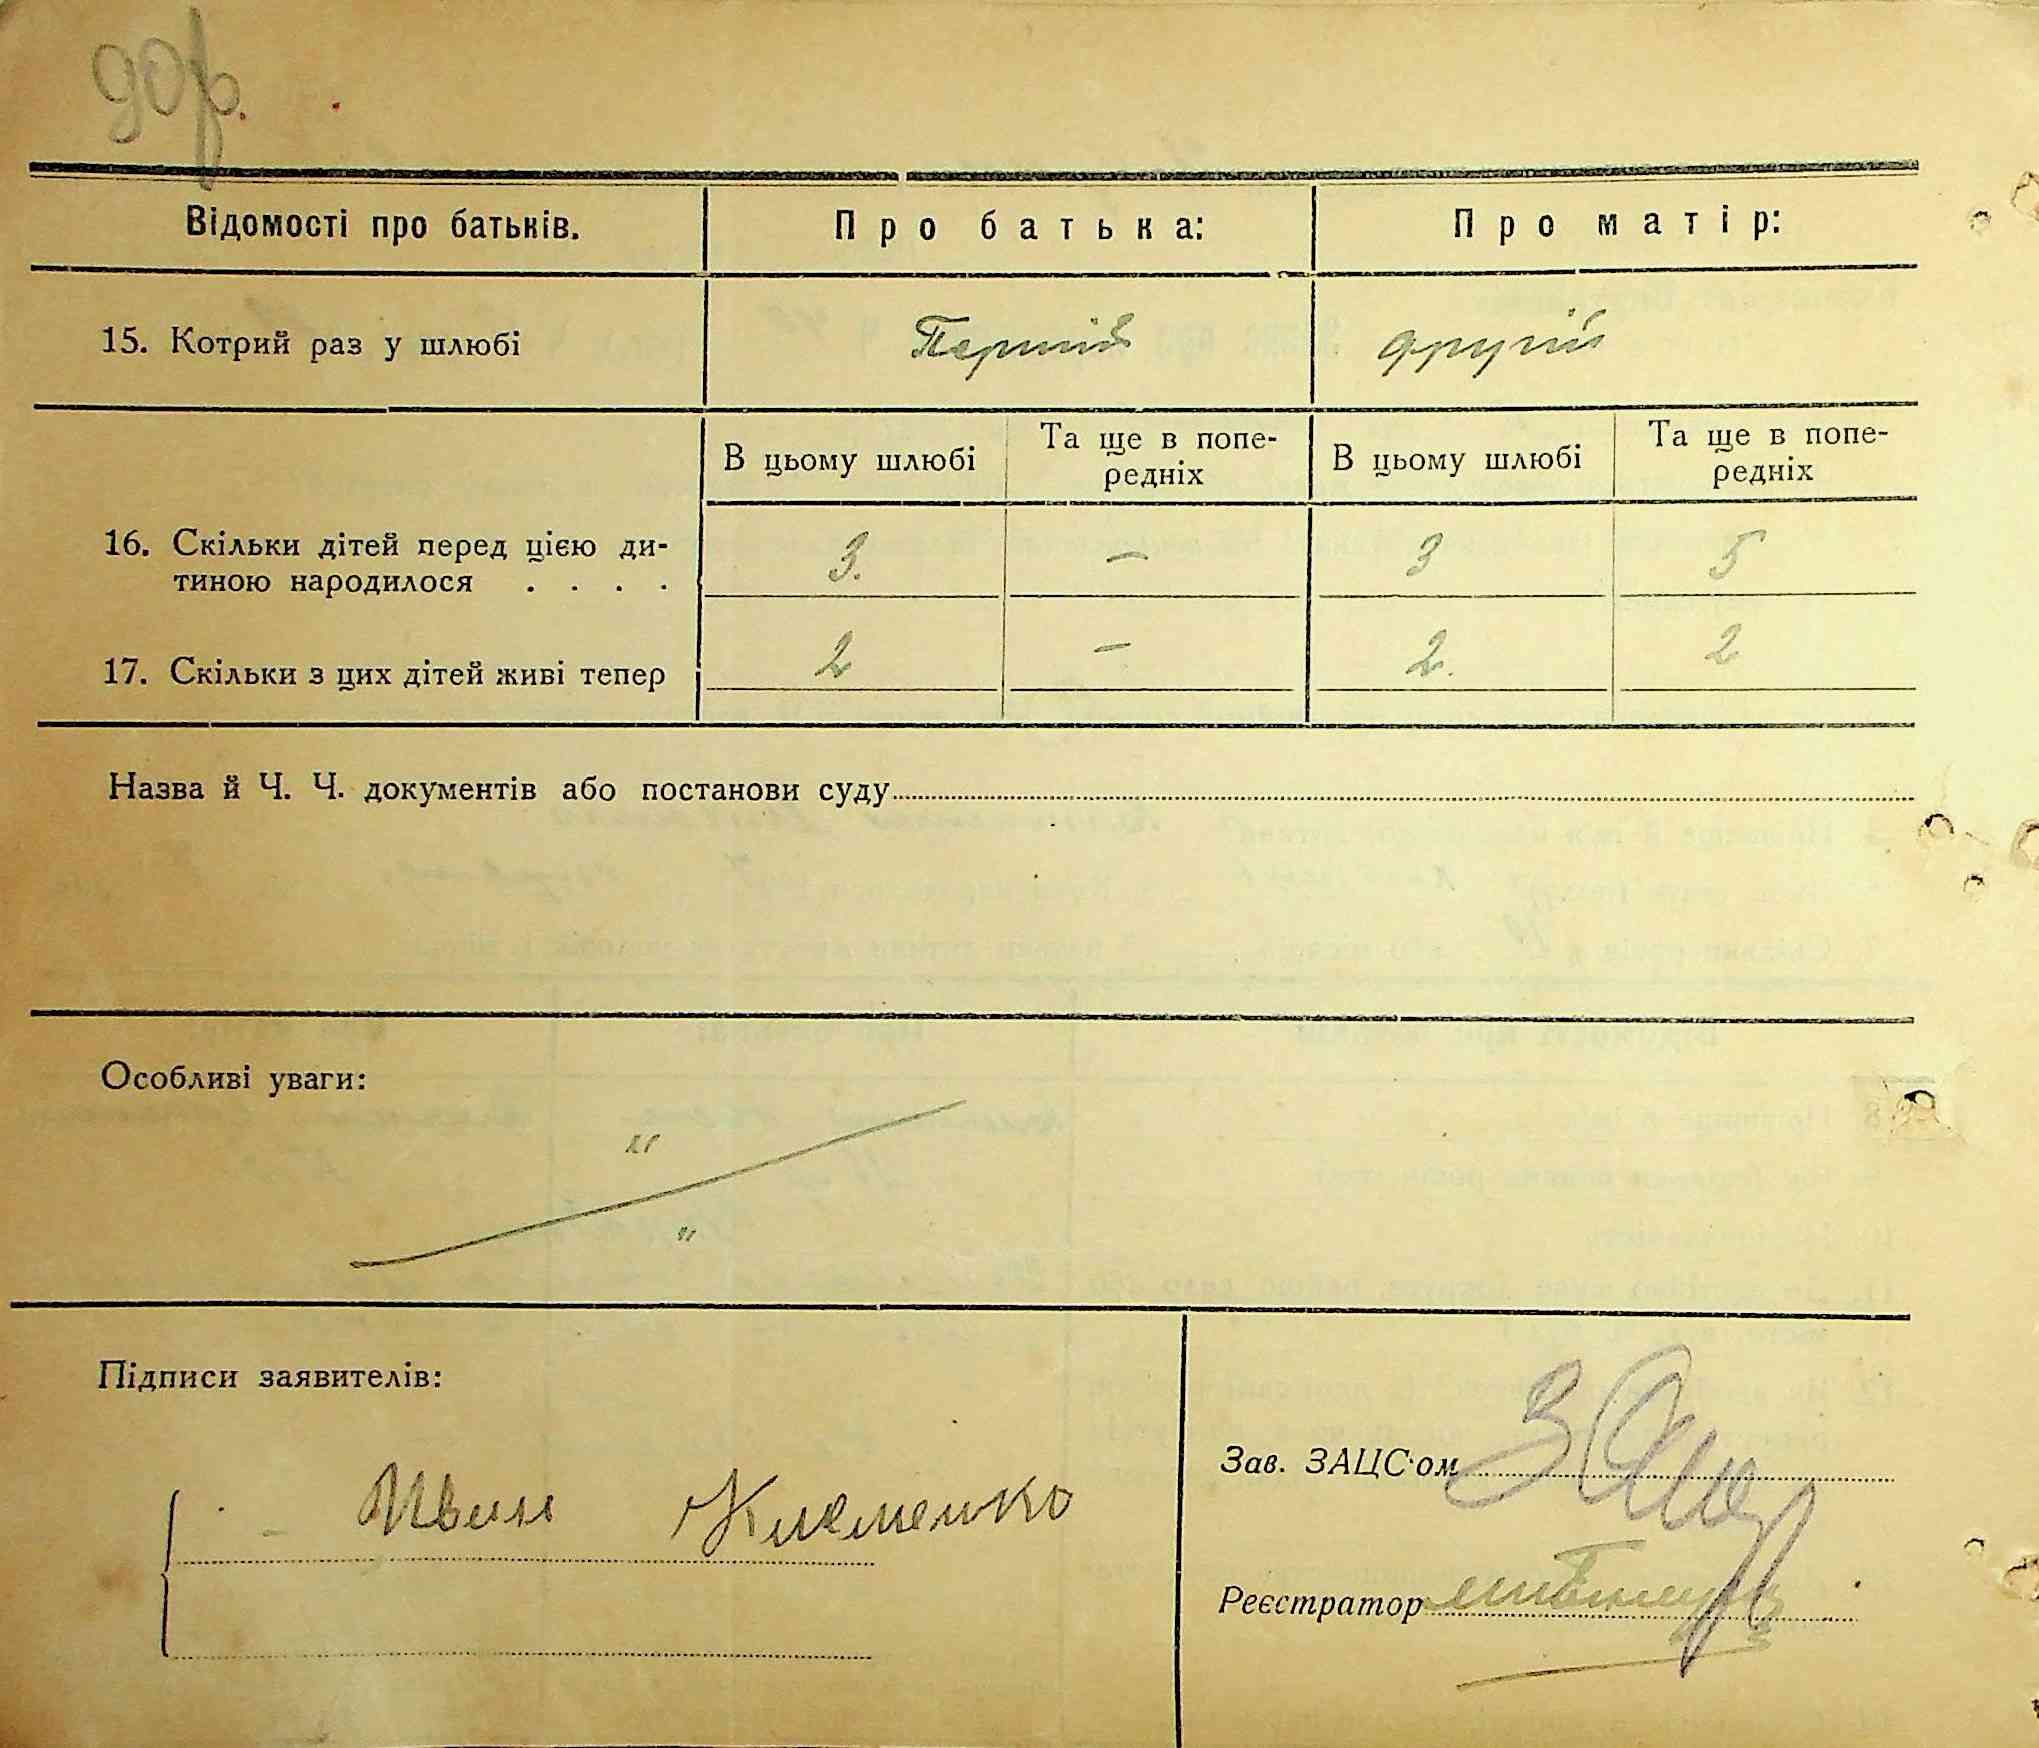 дор.
Відомості про батьків. Про батька: Про матір:
15. Котрий раз у шлюбі Перший другий
В цьому шлюбі Та ще в попе- В цьому шлюбі Та ще в попе-
редніх редніх
16. Скільки дітей перед цією ди-
тиною народилося . . . . 3. — 3 5
17. Скільки з цих дітей живі тепер 2 — 2. 2
Назва й Ч. Ч. документів або постанови суду
Особливі уваги:
"
"
Підписи заявителів:
Иван Клеменко
Зав. ЗАЦС'ом
Реєстратор